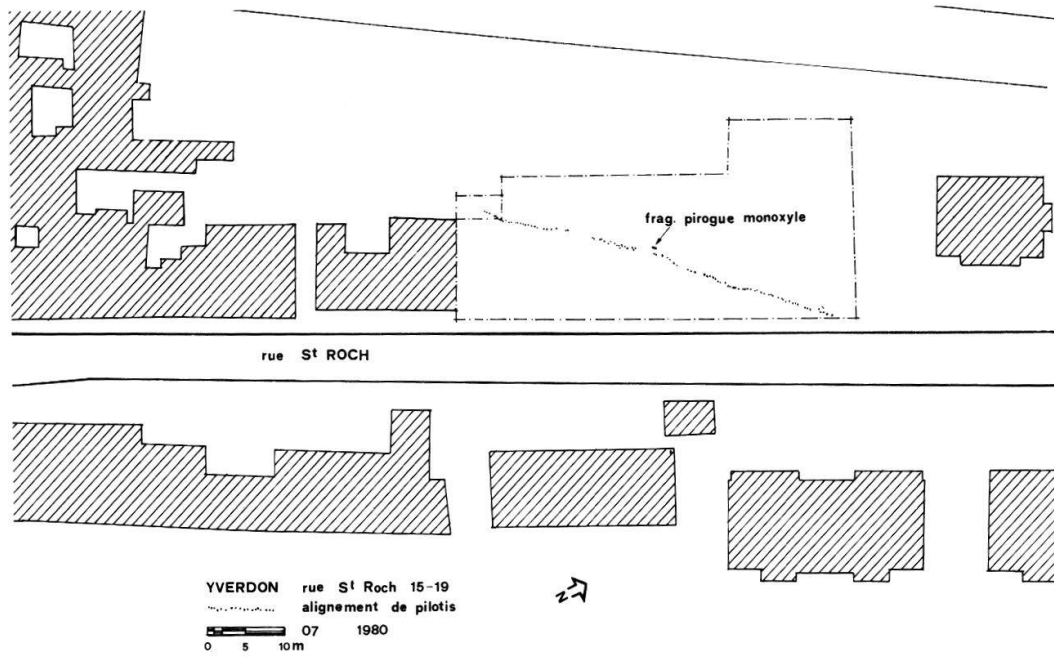 frag. pirogue monoxyle
rue St ROCH
YVERDON rue St Roch 15-19
alignement de pilotis
07 1980
0 5 10m
N